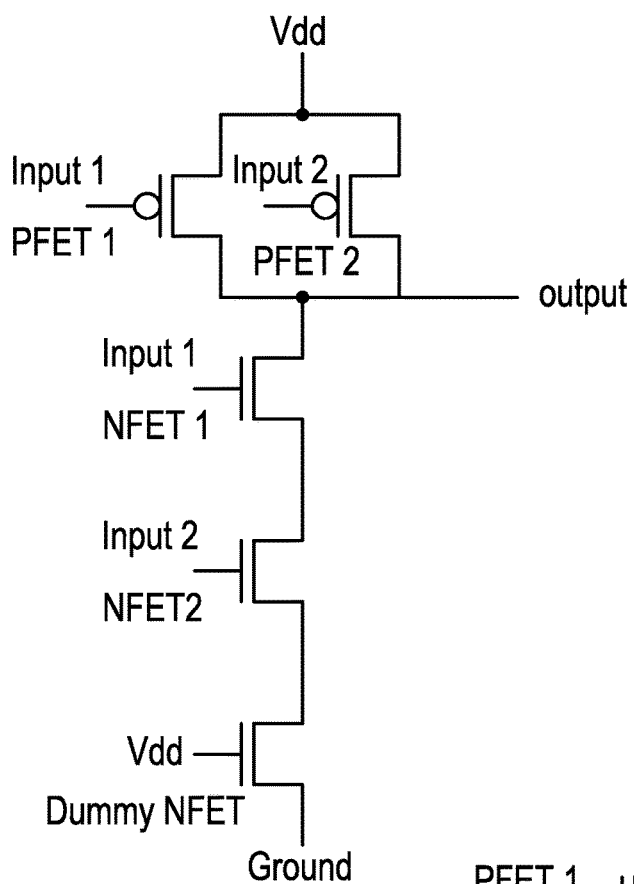 Vdd
Input 1
Input 2
PFET 1
PFET 2
output
Input 1
NFET 1
Input 2
NFET2
Vdd
Dummy NFET
Ground
PFET 1